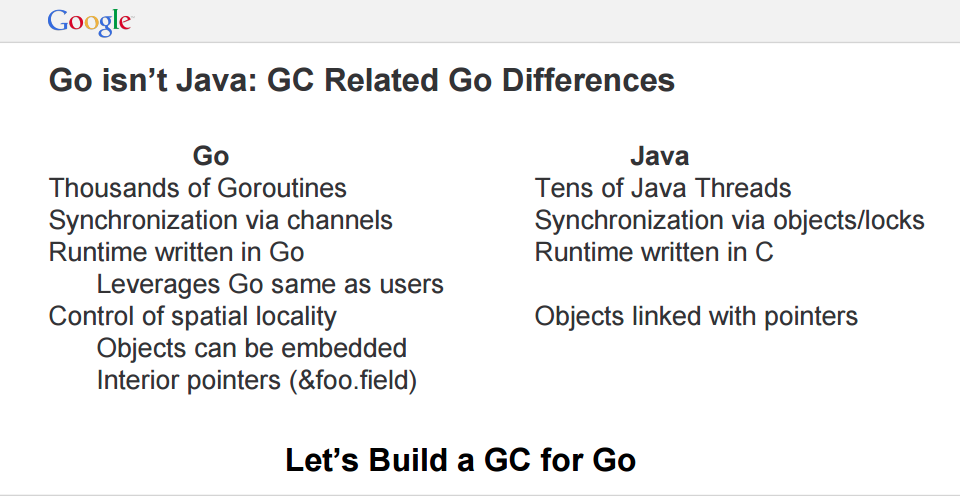 Google
Go isn't Java: GC Related Go Differences
Go
Thousands of Goroutines
Synchronization via channels
Runtime written in Go
Leverages Go same as users
Control of spatial locality
Objects can be embedded
Interior pointers (&foo.field)
Java
Tens of Java Threads
Synchronization via objects/locks
Runtime written in C
Objects linked with pointers
Let's Build a GC for Go